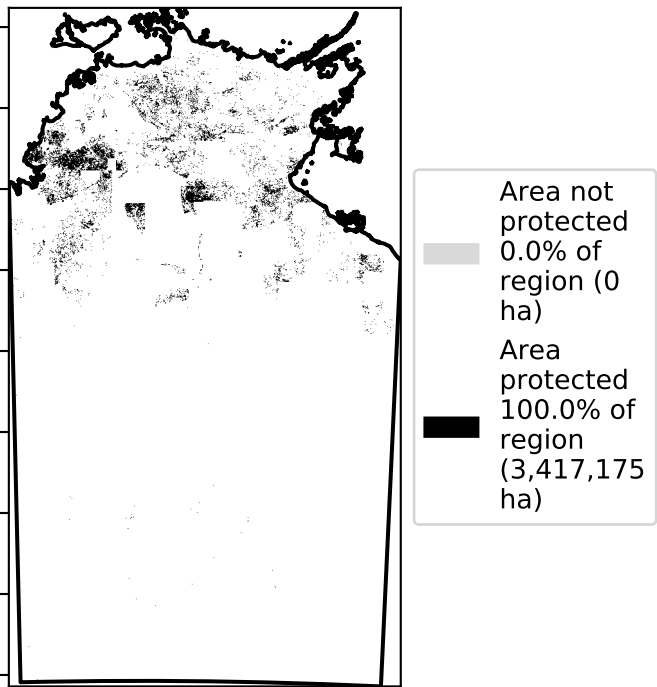 Area not
protected
0.0% of
region (0
ha)
Area
protected
100.0% of
region
(3,417,175
ha)